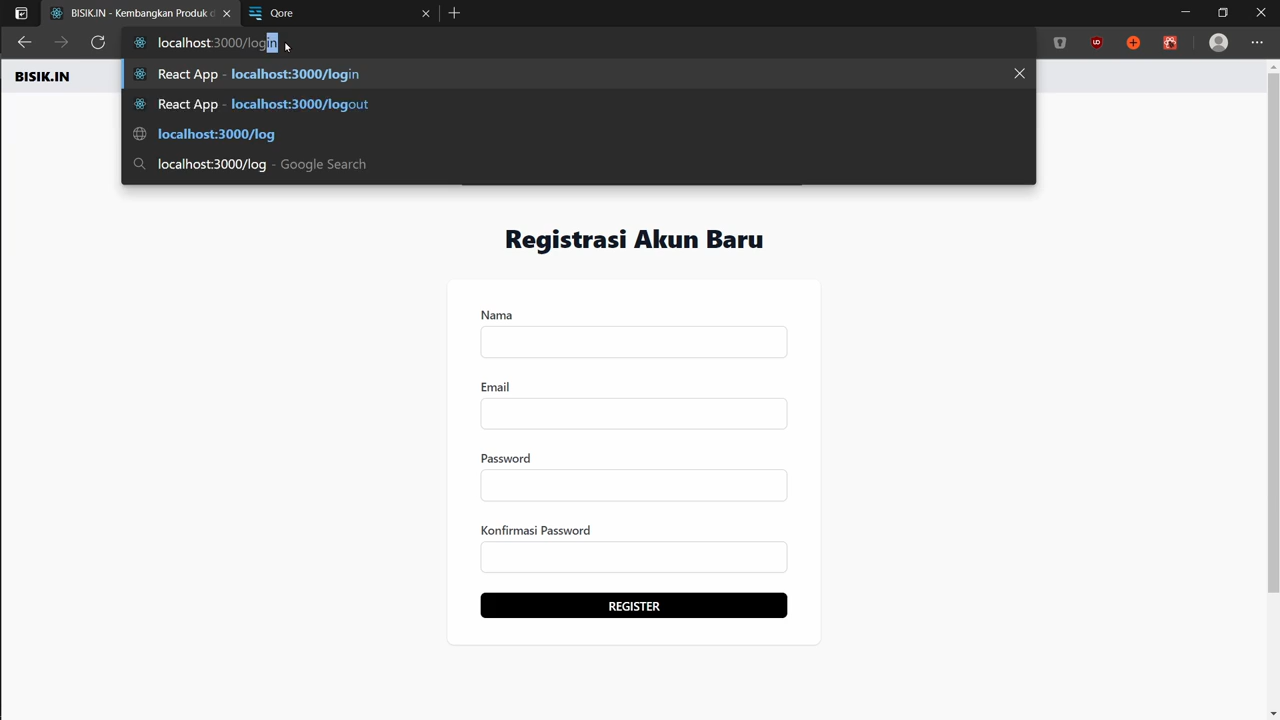 BISIK.IN - Kembangkan Produk d
Qore
localhost:3000/login
React App - localhost:3000/login
React App - localhost:3000/logout
localhost:3000/log
localhost:3000/log - Google Search
BISIK.IN
Registrasi Akun Baru
Nama
Email
Password
Konfirmasi Password
REGISTER